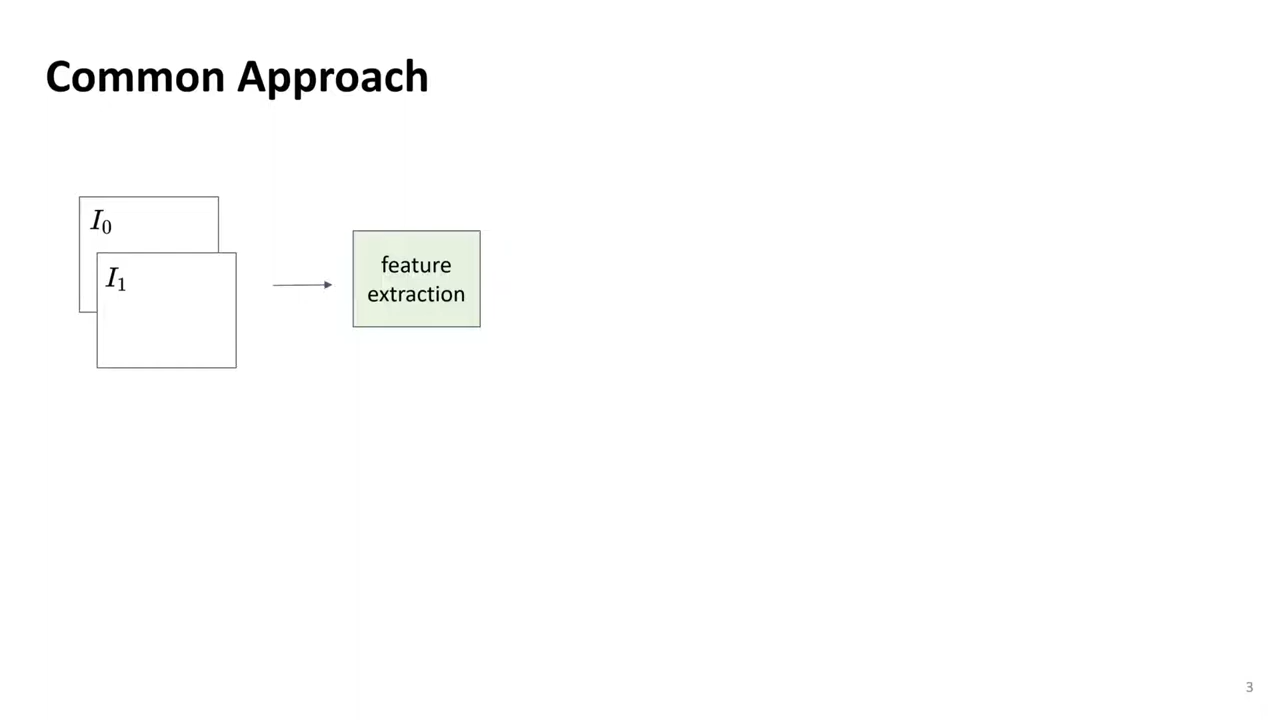 Common Approach
I₀
I₁
feature
extraction
3